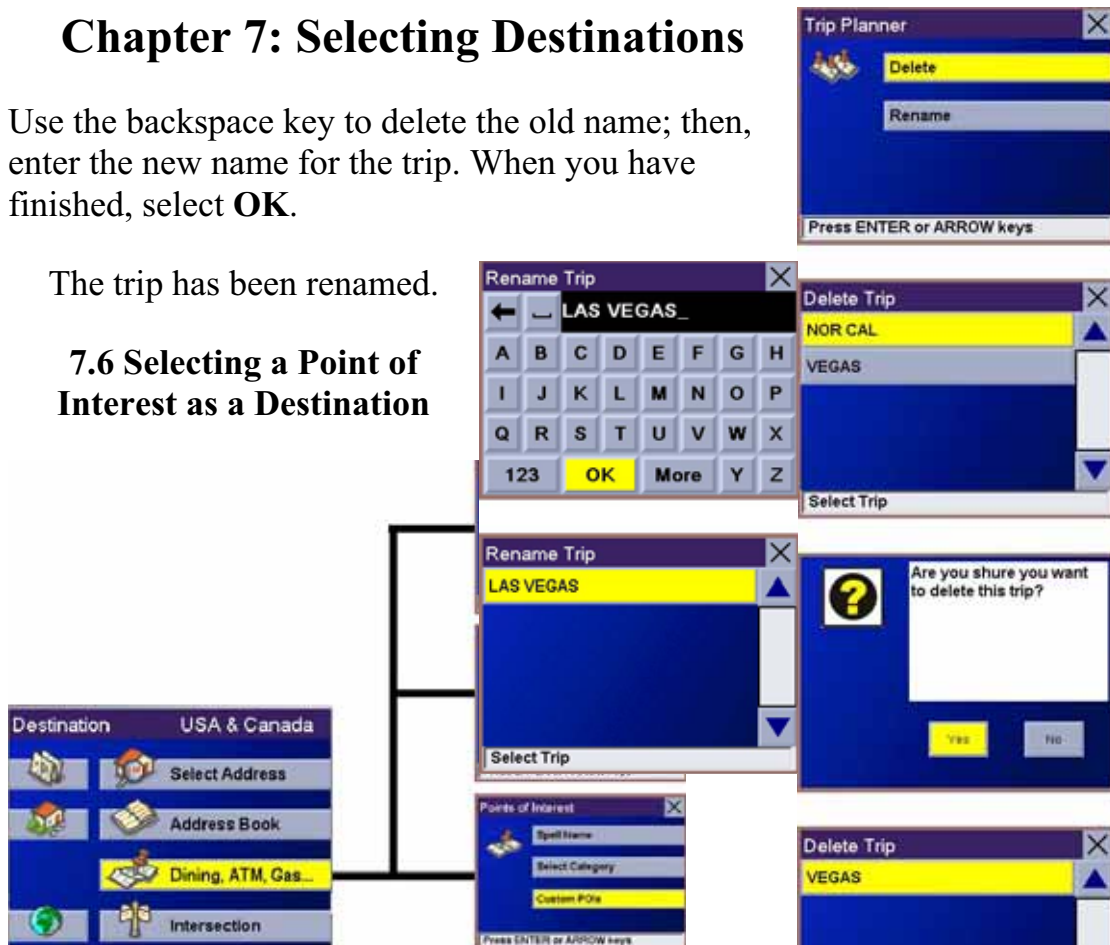 Chapter 7: Selecting Destinations
Use the backspace key to delete the old name; then,
enter the new name for the trip. When you have
finished, select OK.
The trip has been renamed.
7.6 Selecting a Point of
Interest as a Destination
Trip Planner
Delete
Rename
Press ENTER or ARROW keys
Rename Trip
LAS VEGAS_
A B C D E F G H
I J K L M N O P
Q R S T U V W X
123 OK More Y Z
Delete Trip
NOR CAL
VEGAS
Select Trip
Rename Trip
LAS VEGAS
Select Trip
Are you shure you want
to delete this trip?
Yes No
Destination USA & Canada
Select Address
Address Book
Dining, ATM, Gas...
Intersection
Points of Interest
Spell Name
Select Category
Custom POIs
Press ENTER or ARROW keys
Delete Trip
VEGAS